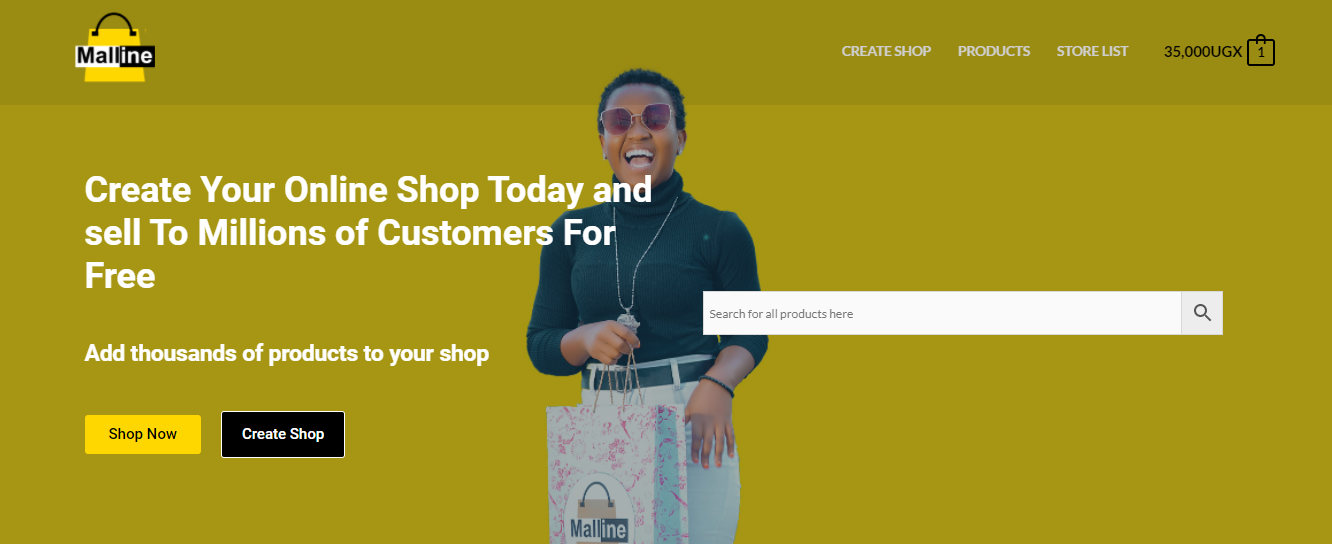 Malline
CREATE SHOP PRODUCTS STORE LIST 35,000UGX 1
Create Your Online Shop Today and
sell To Millions of Customers For
Free
Search for all products here
Add thousands of products to your shop
Shop Now Create Shop
Malline